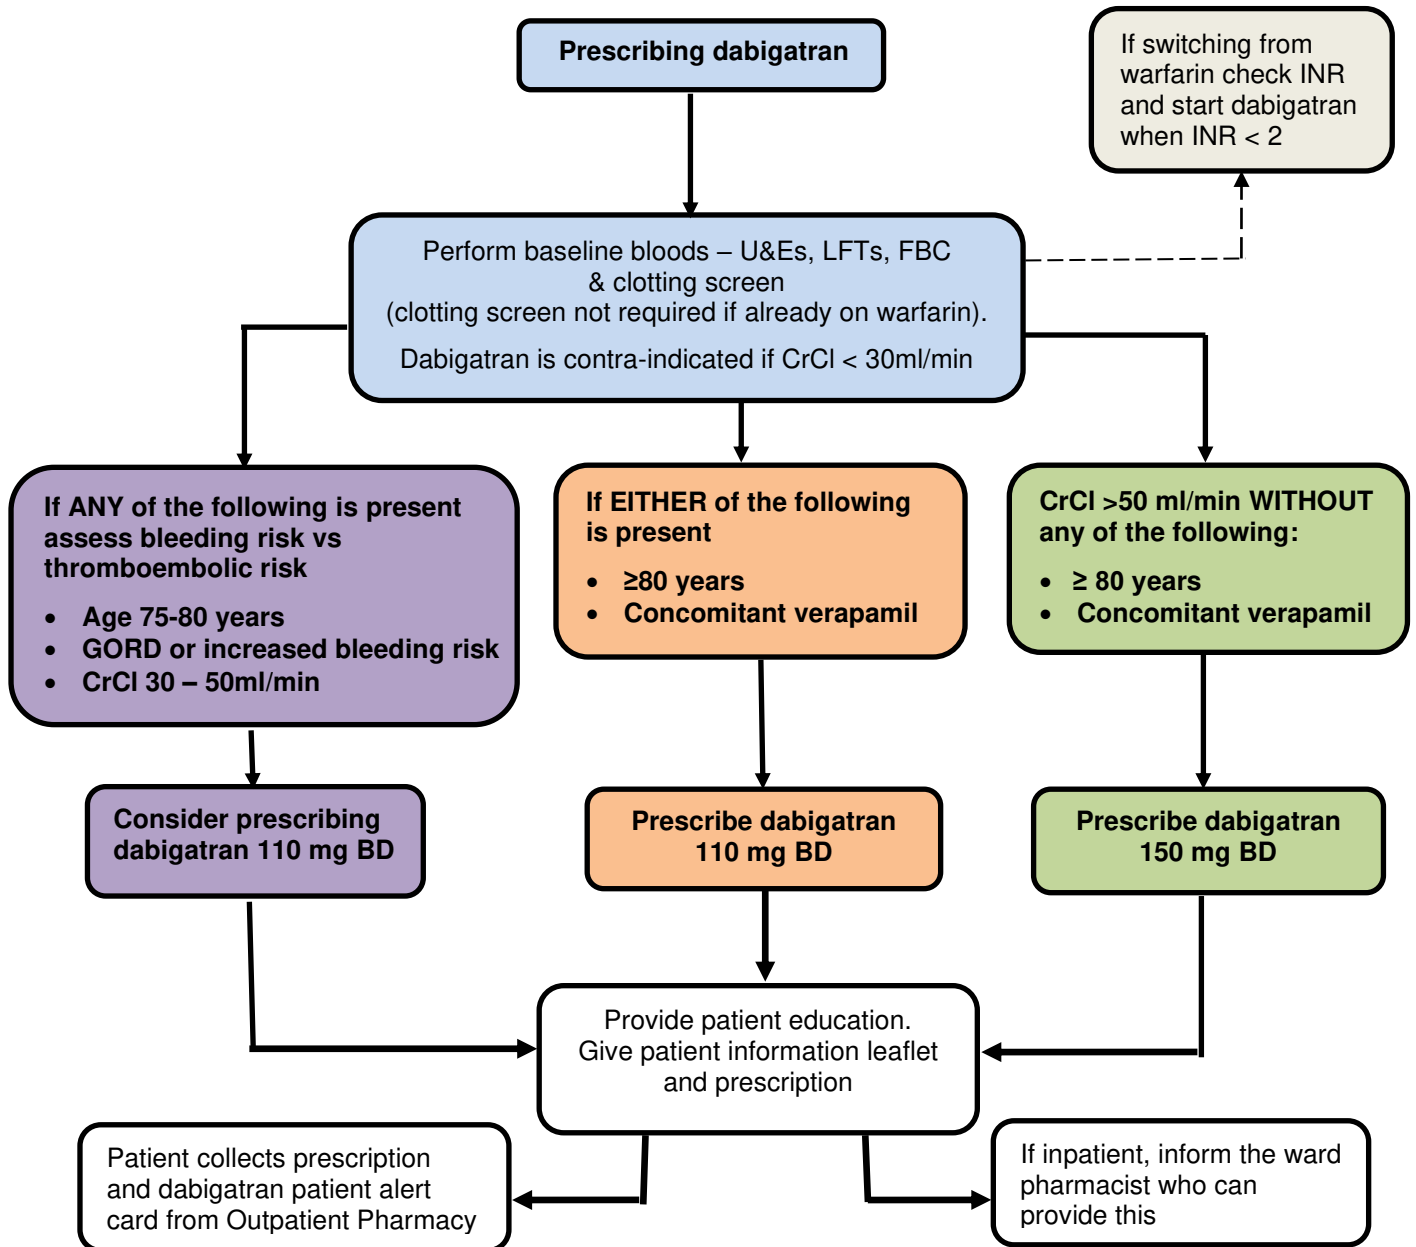 Prescribing dabigatran
If switching from
warfarin check INR
and start dabigatran
when INR < 2
Perform baseline bloods – U&Es, LFTs, FBC
& clotting screen
(clotting screen not required if already on warfarin).
Dabigatran is contra-indicated if CrCl < 30ml/min
If ANY of the following is present
assess bleeding risk vs
thromboembolic risk
• Age 75-80 years
• GORD or increased bleeding risk
• CrCl 30 – 50ml/min
If EITHER of the following
is present
• ≥80 years
• Concomitant verapamil
CrCl >50 ml/min WITHOUT
any of the following:
• ≥ 80 years
• Concomitant verapamil
Consider prescribing
dabigatran 110 mg BD
Prescribe dabigatran
110 mg BD
Prescribe dabigatran
150 mg BD
Provide patient education.
Give patient information leaflet
and prescription
Patient collects prescription
and dabigatran patient alert
card from Outpatient Pharmacy
If inpatient, inform the ward
pharmacist who can
provide this